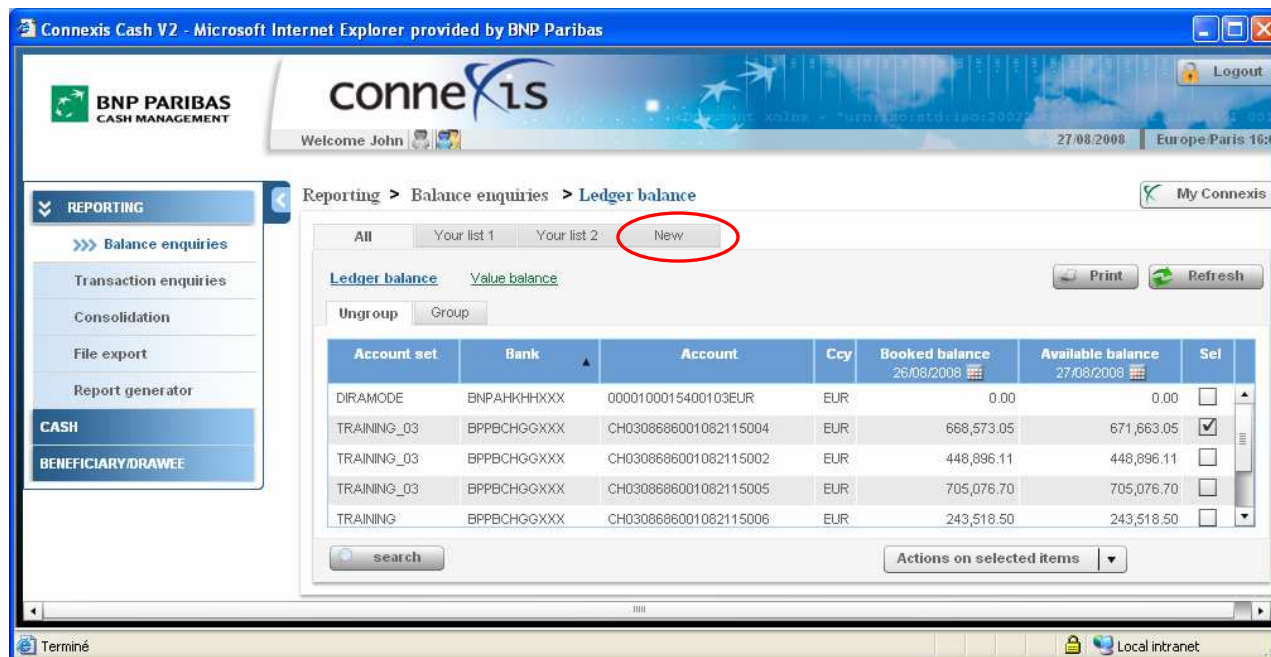 Connexis Cash V2 - Microsoft Internet Explorer provided by BNP Paribas
BNP PARIBAS
CASH MANAGEMENT
connexis
Logout
Welcome John
27/08/2008
Europe/Paris 16:
Reporting > Balance enquiries > Ledger balance
My Connexis
REPORTING
>>> Balance enquiries
Transaction enquiries
Consolidation
File export
Report generator
CASH
BENEFICIARY/DRAWEE
All Your list 1 Your list 2 New
Ledger balance Value balance Print Refresh
Ungroup Group
Account set Bank Account Ccy Booked balance 26/08/2008 Available balance 27/08/2008 Sel
DIRAMODE BNPAHKHHXXX 0000100015400103EUR EUR 0.00 0.00
TRAINING_03 BPPBCHGGXXX CH0308686001082115004 EUR 668,573.05 671,663.05
TRAINING_03 BPPBCHGGXXX CH0308686001082115002 EUR 448,896.11 448,896.11
TRAINING_03 BPPBCHGGXXX CH0308686001082115005 EUR 705,076.70 705,076.70
TRAINING BPPBCHGGXXX CH0308686001082115006 EUR 243,518.50 243,518.50
search Actions on selected items
Terminé Local intranet